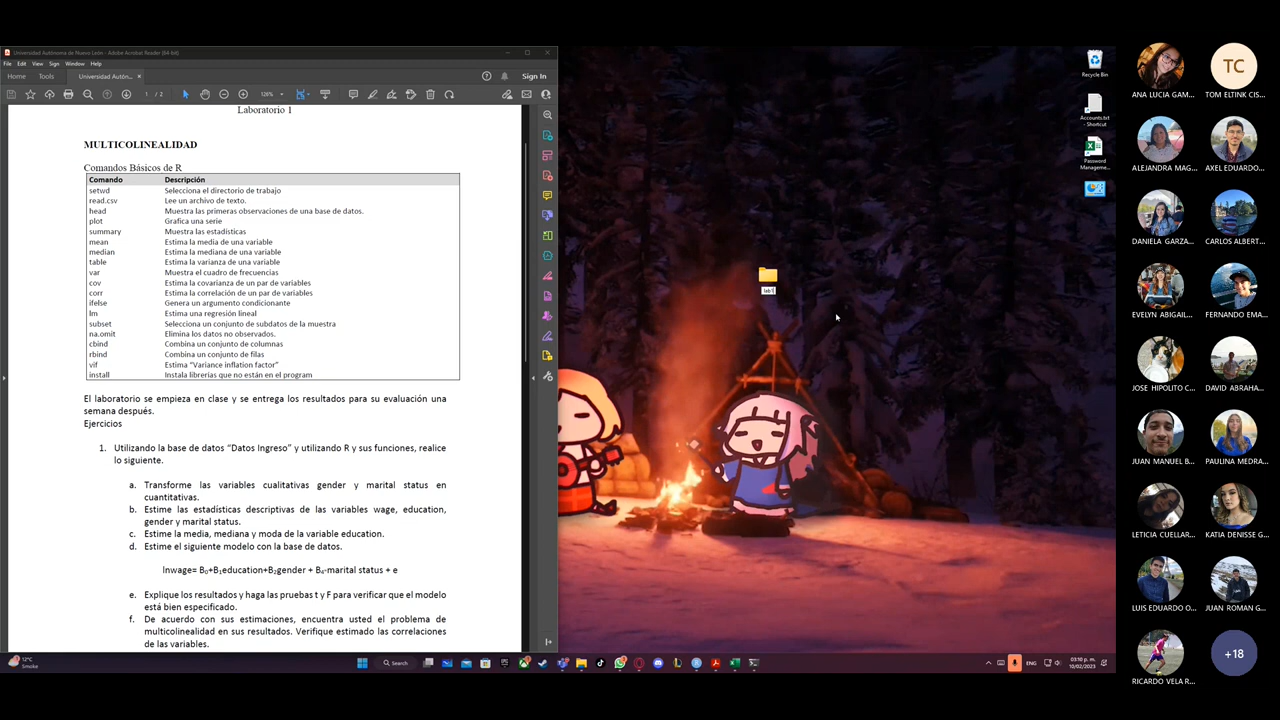 Universidad Autónoma de Nuevo León - Adobe Acrobat Reader (64-bit)
File Edit View Sign Window Help
Home Tools Universidad Autón... ×
Sign In
1 / 2 126%
Laboratorio 1
MULTICOLINEALIDAD
Comandos Básicos de R
Comando Descripción
setwd Selecciona el directorio de trabajo
read.csv Lee un archivo de texto.
head Muestra las primeras observaciones de una base de datos.
plot Grafica una serie
summary Muestra las estadísticas
mean Estima la media de una variable
median Estima la mediana de una variable
table Estima la varianza de una variable
var Muestra el cuadro de frecuencias
cov Estima la covarianza de un par de variables
corr Estima la correlación de un par de variables
ifelse Genera un argumento condicionante
lm Estima una regresión lineal
subset Selecciona un conjunto de subdatos de la muestra
na.omit Elimina los datos no observados.
cbind Combina un conjunto de columnas
rbind Combina un conjunto de filas
vif Estima “Variance inflation factor”
install Instala librerías que no están en el program
El laboratorio se empieza en clase y se entrega los resultados para su evaluación una
semana después.
Ejercicios
1. Utilizando la base de datos “Datos Ingreso” y utilizando R y sus funciones, realice
lo siguiente.
a. Transforme las variables cualitativas gender y marital status en
cuantitativas.
b. Estime las estadísticas descriptivas de las variables wage, education,
gender y marital status.
c. Estime la media, mediana y moda de la variable education.
d. Estime el siguiente modelo con la base de datos.
lnwage= B₀+B₁education+B₂gender + B₄-marital status + e
e. Explique los resultados y haga las pruebas t y F para verificar que el modelo
está bien especificado.
f. De acuerdo con sus estimaciones, encuentra usted el problema de
multicolinealidad en sus resultados. Verifique estimado las correlaciones
de las variables.
lab1
Recycle Bin
Accounts.txt
- Shortcut
Password
Manageme...
12°C
Smoke
Search
ENG
03:10 p. m.
10/02/2023
ANA LUCIA GAM...
TC
TOM ELTINK CIS...
ALEJANDRA MAG...
AXEL EDUARDO...
DANIELA GARZA...
CARLOS ALBERT...
EVELYN ABIGAIL...
FERNANDO EMA...
JOSE HIPOLITO C...
DAVID ABRAHA...
JUAN MANUEL B...
PAULINA MEDRA...
LETICIA CUELLAR...
KATIA DENISSE G...
LUIS EDUARDO O...
JUAN ROMAN G...
RICARDO VELA R...
+18